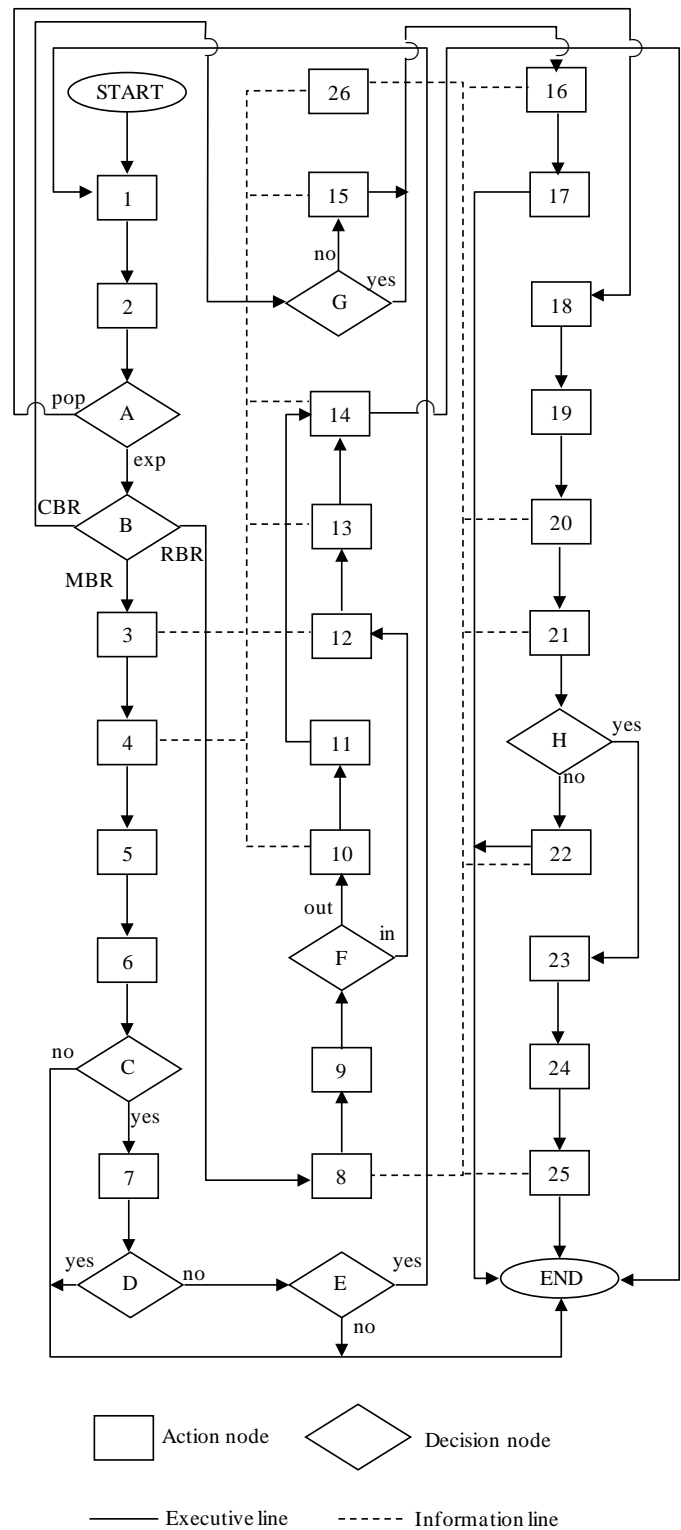 START
1
2
A
pop
exp
B
CBR
RBR
MBR
3
4
5
6
C
no
yes
7
D
yes
no
E
yes
no
26
15
no
yes
G
14
13
12
11
10
out
in
F
9
8
16
17
18
19
20
21
H
yes
no
22
23
24
25
END
Action node
Decision node
Executive line
Information line